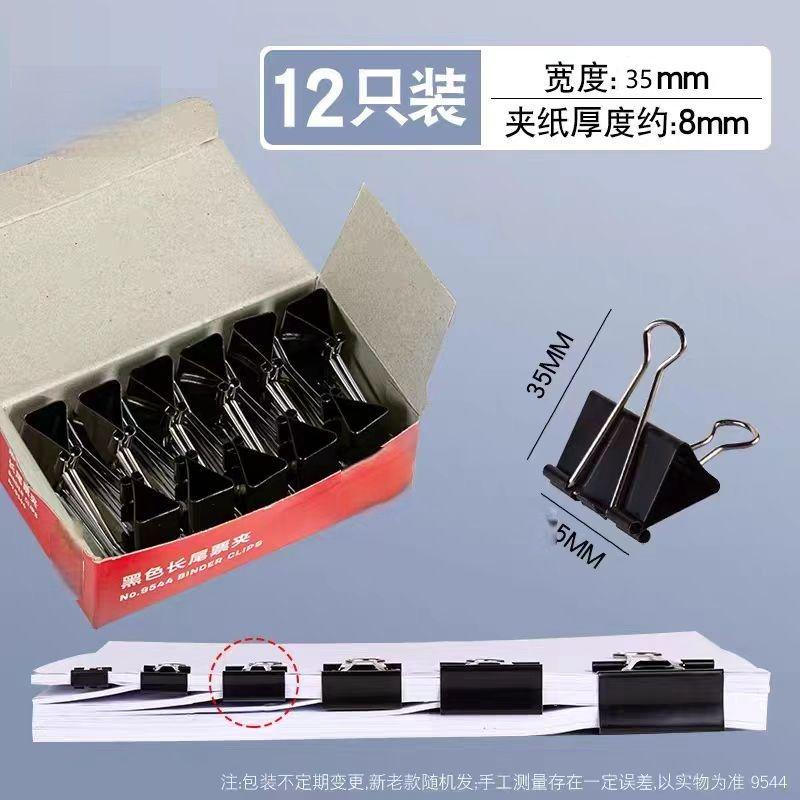 12只装
宽度: 35mm
夹纸厚度约:8mm
35MM
5MM
黑色长尾票夹
No.9544 BINDER CLIPS
注:包装不定期变更,新老款随机发,手工测量存在一定误差,以实物为准 9544